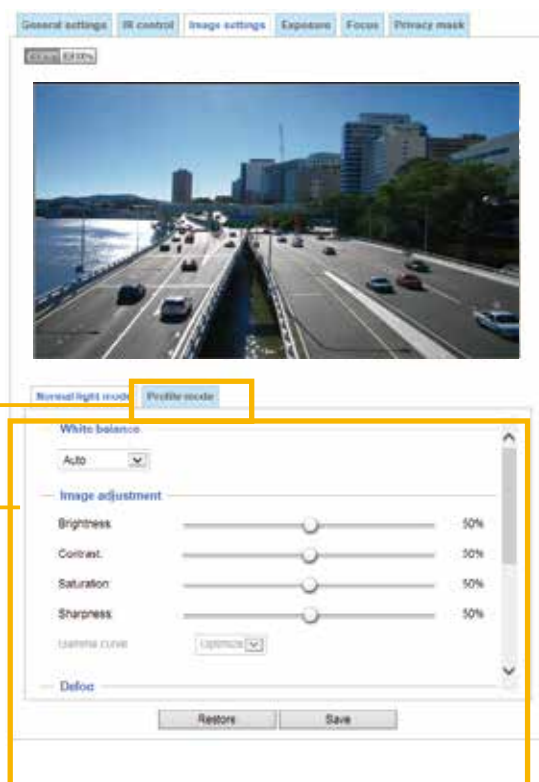 General settings IR control Image settings Exposure Focus Privacy mask
Normal light mode Profile mode
White balance
Auto
Image adjustment
Brightness: 50%
Contrast: 50%
Saturation: 50%
Sharpness: 50%
Gamma curve Optimize
Defog
Restore Save